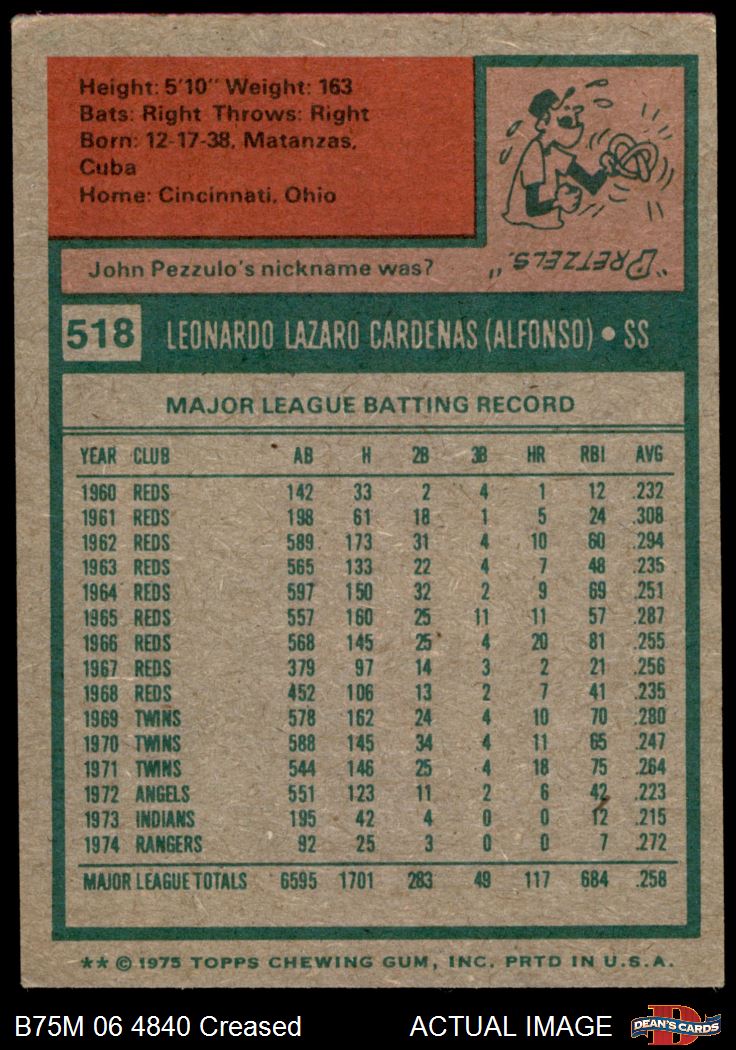 Height: 5'10" Weight: 163
Bats: Right Throws: Right
Born: 12-17-38, Matanzas,
Cuba
Home: Cincinnati, Ohio
"PRETZELS."
John Pezzulo's nickname was?
518 LEONARDO LAZARO CARDENAS (ALFONSO) • SS
MAJOR LEAGUE BATTING RECORD
YEAR CLUB AB H 2B 3B HR RBI AVG
1960 REDS 142 33 2 4 1 12 .232
1961 REDS 198 61 18 1 5 24 .308
1962 REDS 589 173 31 4 10 60 .294
1963 REDS 565 133 22 4 7 48 .235
1964 REDS 597 150 32 2 9 69 .251
1965 REDS 557 160 25 11 11 57 .287
1966 REDS 568 145 25 4 20 81 .255
1967 REDS 379 97 14 3 2 21 .256
1968 REDS 452 106 13 2 7 41 .235
1969 TWINS 578 162 24 4 10 70 .280
1970 TWINS 588 145 34 4 11 65 .247
1971 TWINS 544 146 25 4 18 75 .264
1972 ANGELS 551 123 11 2 6 42 .223
1973 INDIANS 195 42 4 0 0 12 .215
1974 RANGERS 92 25 3 0 0 7 .272
MAJOR LEAGUE TOTALS 6595 1701 283 49 117 684 .258
** © 1975 TOPPS CHEWING GUM, INC. PRTD IN U.S.A.
B75M 06 4840 Creased ACTUAL IMAGE DEAN'S CARDS